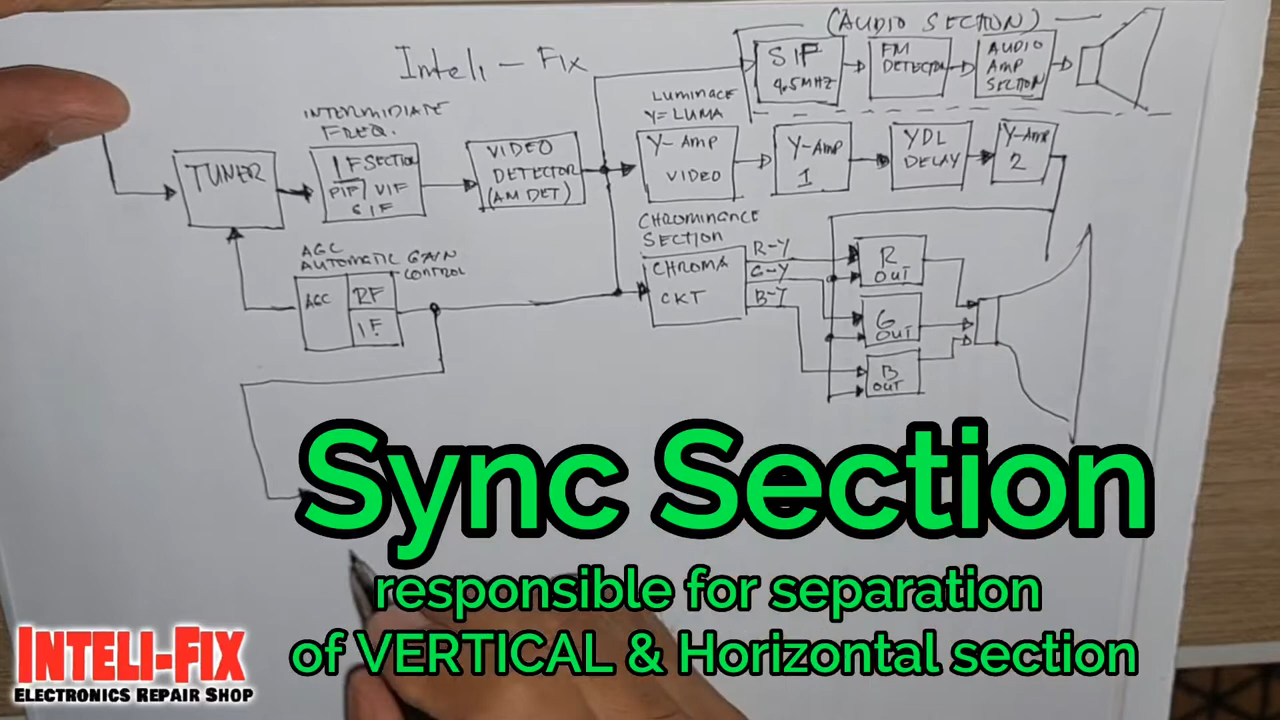 (AUDIO SECTION)
Inteli - Fix
SIF
4.5MHZ
FM
DETECTOR
AUDIO
AMP
SECTION
LUMINACE
Y=LUMA
INTERMIDIATE
FREQ.
TUNER
IF SECTION
PIF/ VIF
SIF
VIDEO
DETECTOR
(AM DET)
Y-AMP
VIDEO
Y-AMP
1
YDL
DELAY
Y-AMP
2
CHROMINANCE
SECTION
AGC
AUTOMATIC GAIN
CONTROL
AGC
RF
IF
CHROMA
CKT
R-Y
G-Y
B-Y
R
OUT
G
OUT
B
OUT
Sync Section
responsible for separation
of VERTICAL & Horizontal section
INTELI-FIX
ELECTRONICS REPAIR SHOP